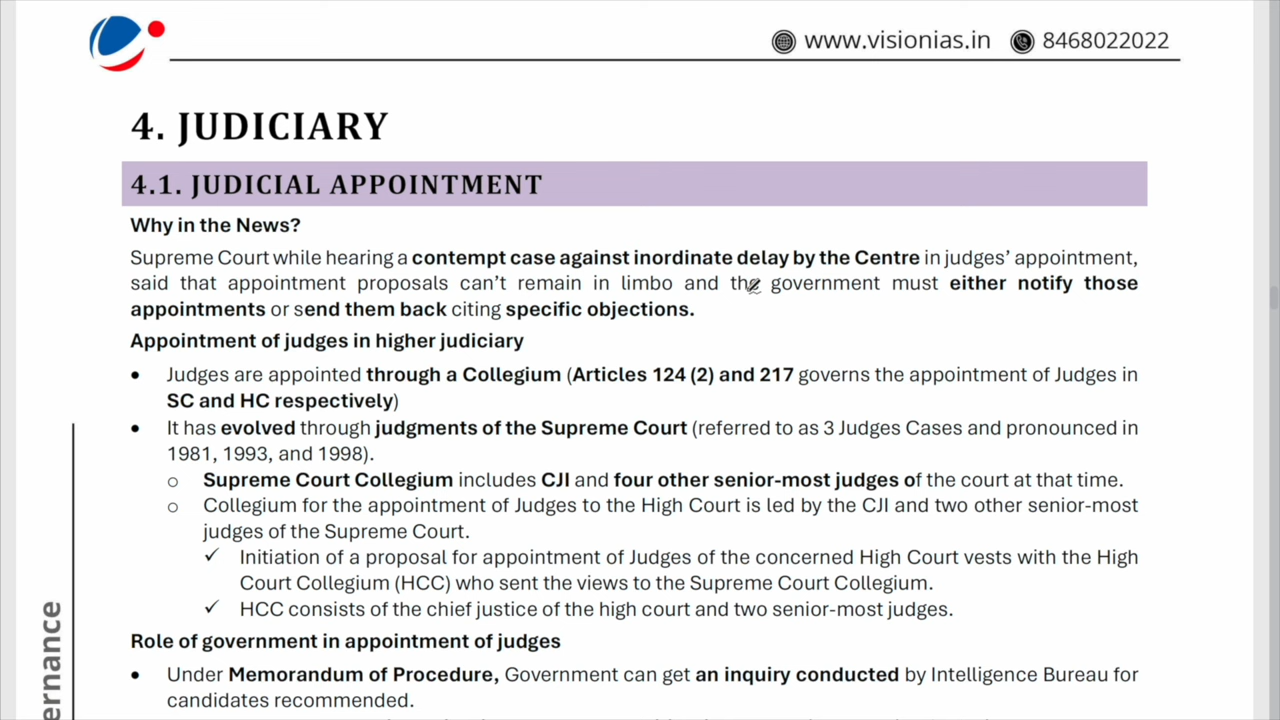 www.visionias.in 8468022022
4. JUDICIARY
4.1. JUDICIAL APPOINTMENT
Why in the News?
Supreme Court while hearing a contempt case against inordinate delay by the Centre in judges’ appointment,
said that appointment proposals can’t remain in limbo and the government must either notify those
appointments or send them back citing specific objections.
Appointment of judges in higher judiciary
• Judges are appointed through a Collegium (Articles 124 (2) and 217 governs the appointment of Judges in
SC and HC respectively)
• It has evolved through judgments of the Supreme Court (referred to as 3 Judges Cases and pronounced in
1981, 1993, and 1998).
o Supreme Court Collegium includes CJI and four other senior-most judges of the court at that time.
o Collegium for the appointment of Judges to the High Court is led by the CJI and two other senior-most
judges of the Supreme Court.
✓ Initiation of a proposal for appointment of Judges of the concerned High Court vests with the High
Court Collegium (HCC) who sent the views to the Supreme Court Collegium.
✓ HCC consists of the chief justice of the high court and two senior-most judges.
Role of government in appointment of judges
• Under Memorandum of Procedure, Government can get an inquiry conducted by Intelligence Bureau for
candidates recommended.
ernance